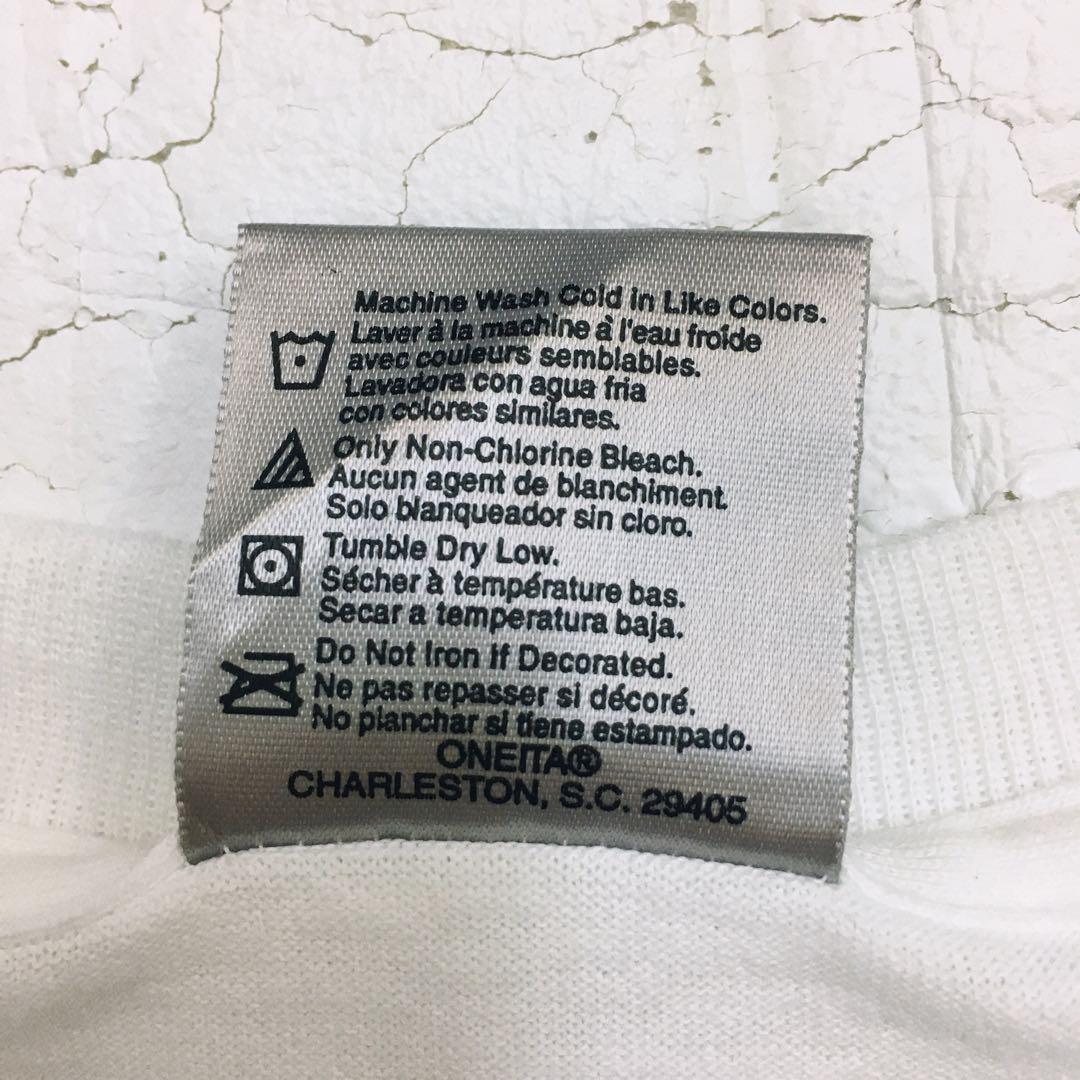 Machine Wash Cold in Like Colors.
Laver à la machine à l'eau froide
avec couleurs semblables.
Lavadora con agua fria
con colores similares.
Only Non-Chlorine Bleach.
Aucun agent de blanchiment
Solo blanqueador sin cloro.
Tumble Dry Low.
Sécher à température bas.
Secar a temperatura baja.
Do Not Iron If Decorated.
Ne pas repasser si décoré.
No planchar si tiene estampado.
ONEITA®
CHARLESTON, S.C. 29405